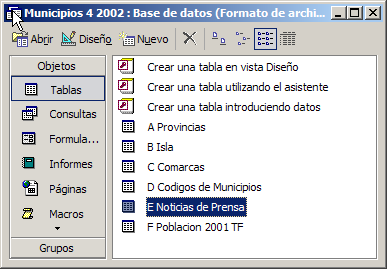 Municipios 4 2002 : Base de datos (Formato de archi...
Abrir Diseño Nuevo
Objetos
Tablas
Consultas
Formula...
Informes
Páginas
Macros
Grupos
Crear una tabla en vista Diseño
Crear una tabla utilizando el asistente
Crear una tabla introduciendo datos
A Provincias
B Isla
C Comarcas
D Codigos de Municipios
E Noticias de Prensa
F Poblacion 2001 TF